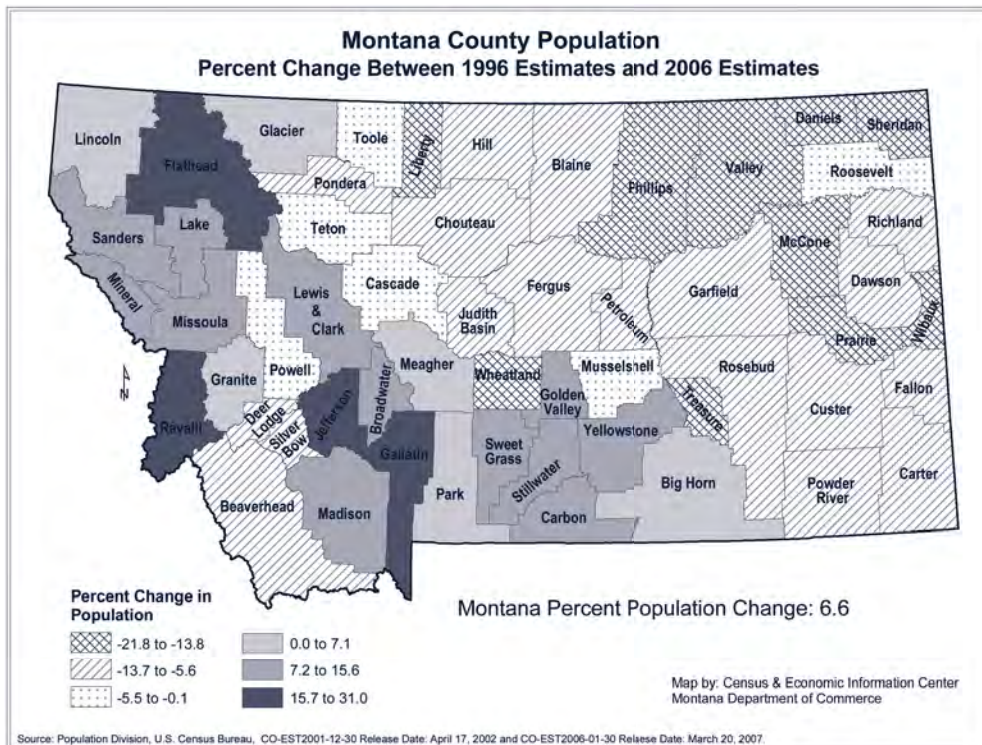 Montana County Population
Percent Change Between 1996 Estimates and 2006 Estimates
Lincoln
Flathead
Glacier
Toole
Liberty
Hill
Blaine
Phillips
Valley
Daniels
Sheridan
Roosevelt
Pondera
Chouteau
Teton
Richland
McCone
Sanders
Lake
Mineral
Missoula
Lewis
&
Clark
Cascade
Judith
Basin
Fergus
Petroleum
Garfield
Dawson
Wibaux
Prairie
Powell
Granite
Ravalli
Deer
Lodge
Silver
Bow
Jefferson
Broadwater
Meagher
Wheatland
Golden
Valley
Musselshell
Treasure
Rosebud
Custer
Fallon
Gallatin
Park
Sweet
Grass
Stillwater
Yellowstone
Carbon
Big Horn
Powder
River
Carter
Beaverhead
Madison
N
Percent Change in
Population
-21.8 to -13.8
-13.7 to -5.6
-5.5 to -0.1
0.0 to 7.1
7.2 to 15.6
15.7 to 31.0
Montana Percent Population Change: 6.6
Map by: Census & Economic Information Center
Montana Department of Commerce
Source: Population Division, U.S. Census Bureau, CO-EST2001-12-30 Release Date: April 17, 2002 and CO-EST2006-01-30 Relsese Date: March 20, 2007.